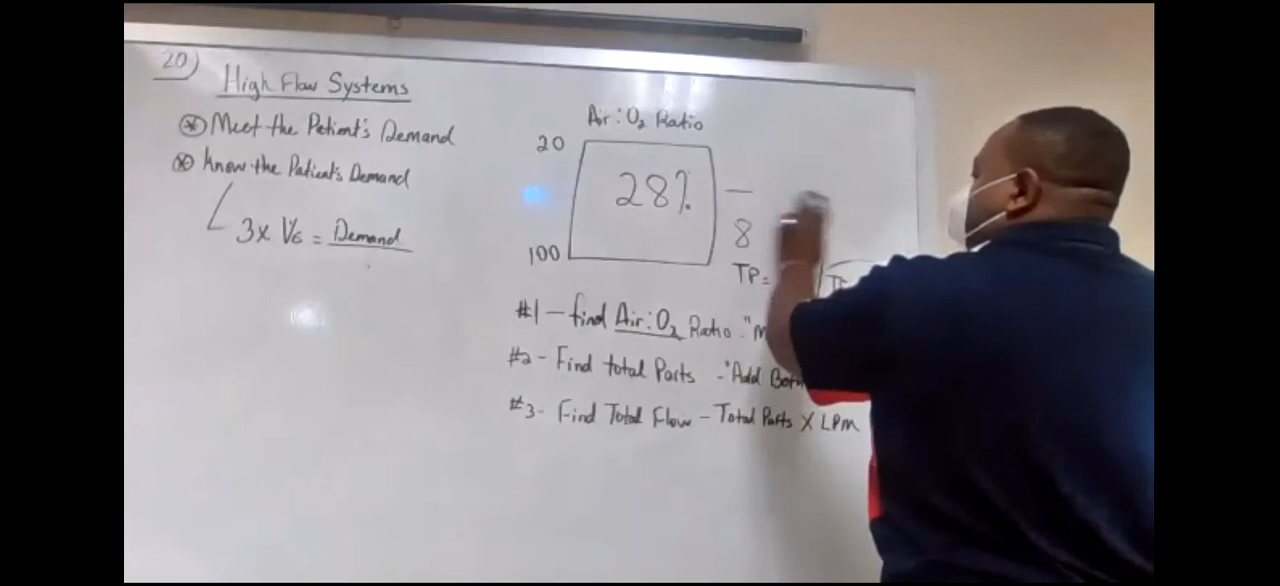 20)
High Flow Systems
⊛ Meet the Patient's Demand
⊛ Know the Patient's Demand
3x VE = Demand
Air : O2 Ratio
20
28%
—
8
100
TP=
#1 - find Air: O2 Ratio - "M
#2 - Find total Parts - "Add Both
#3 - Find Total Flow - Total Parts X LPM